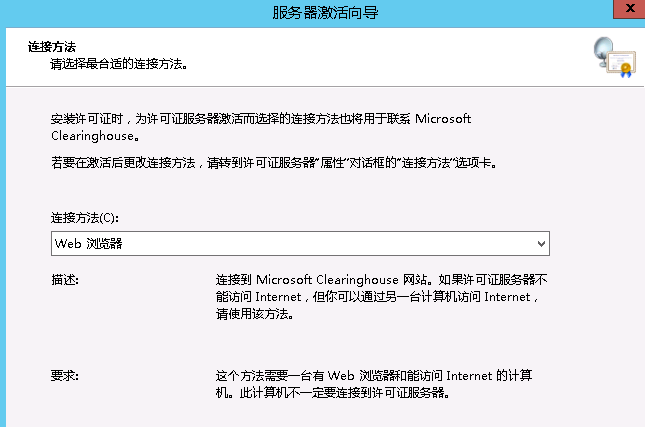 服务器激活向导
x
连接方法
请选择最合适的连接方法。
安装许可证时，为许可证服务器激活而选择的连接方法也将用于联系 Microsoft
Clearinghouse。
若要在激活后更改连接方法，请转到许可证服务器"属性"对话框的"连接方法"选项卡。
连接方法(C):
Web 浏览器
描述:
连接到 Microsoft Clearinghouse 网站。如果许可证服务器不
能访问 Internet，但你可以通过另一台计算机访问 Internet，
请使用该方法。
要求:
这个方法需要一台有 Web 浏览器和能访问 Internet 的计算
机。此计算机不一定要连接到许可证服务器。